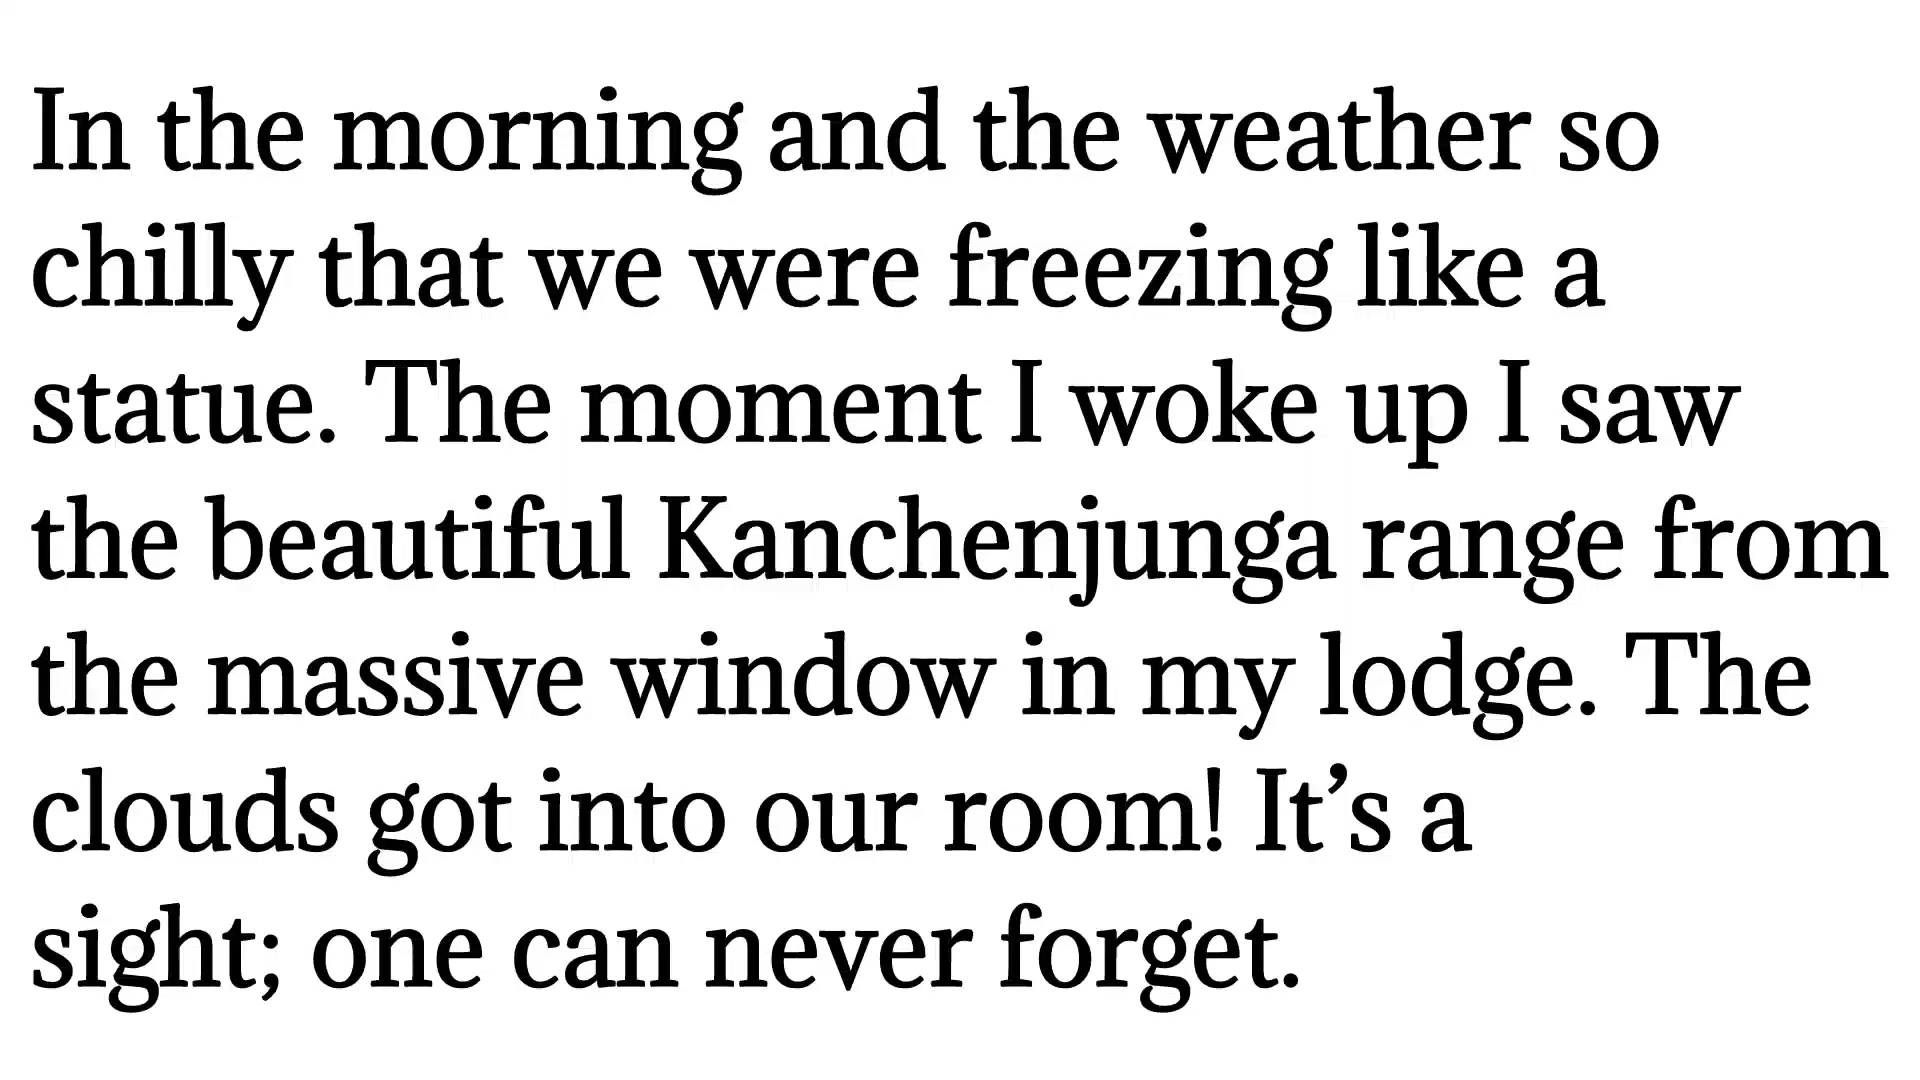 In the morning and the weather so
chilly that we were freezing like a
statue. The moment I woke up I saw
the beautiful Kanchenjunga range from
the massive window in my lodge. The
clouds got into our room! It’s a
sight; one can never forget.